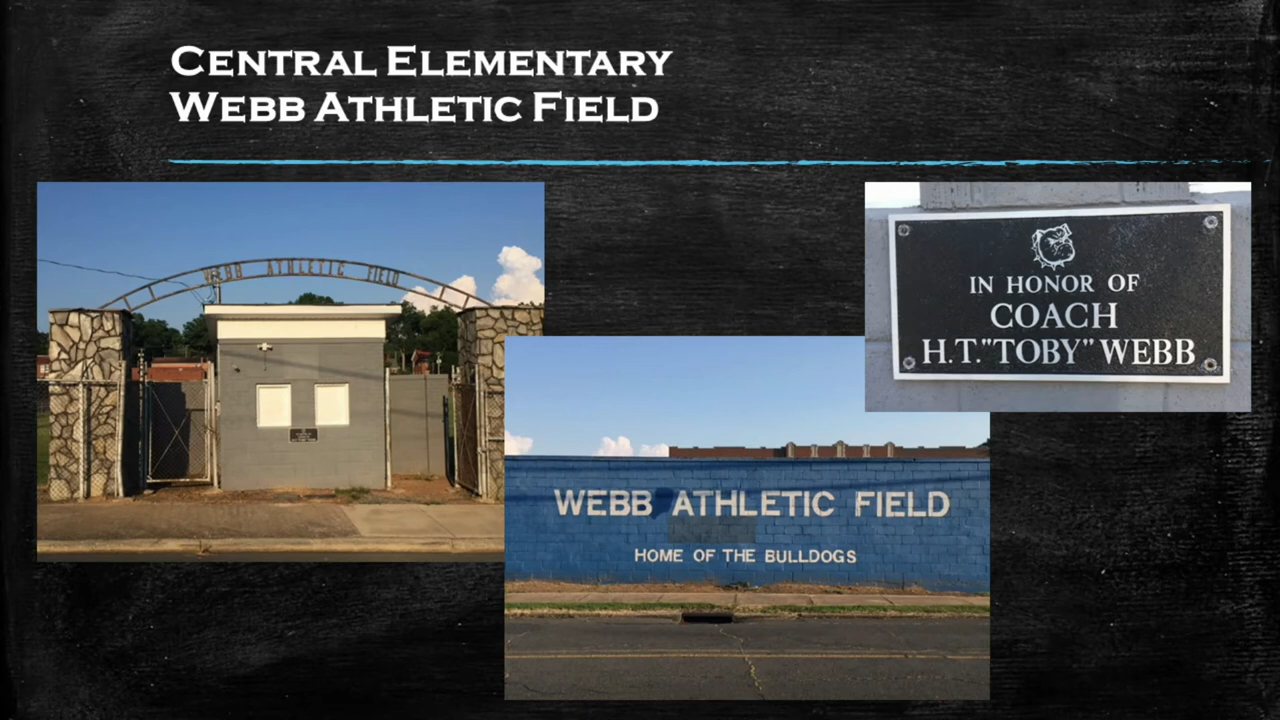 CENTRAL ELEMENTARY
WEBB ATHLETIC FIELD
WEBB ATHLETIC FIELD
IN HONOR OF
COACH
H.T."TOBY" WEBB
WEBB ATHLETIC FIELD
HOME OF THE BULLDOGS